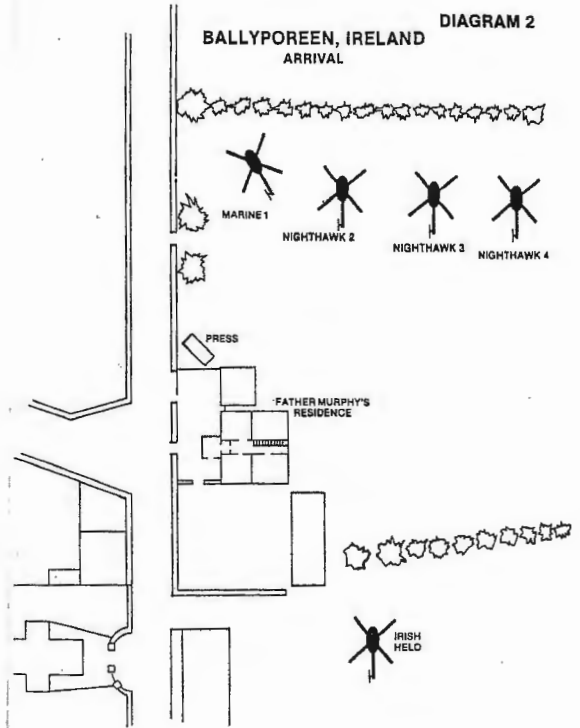 DIAGRAM 2
BALLYPOREEN, IRELAND
ARRIVAL
MARINE 1
NIGHTHAWK 2
NIGHTHAWK 3
NIGHTHAWK 4
PRESS
FATHER MURPHY'S
RESIDENCE
IRISH
HELO